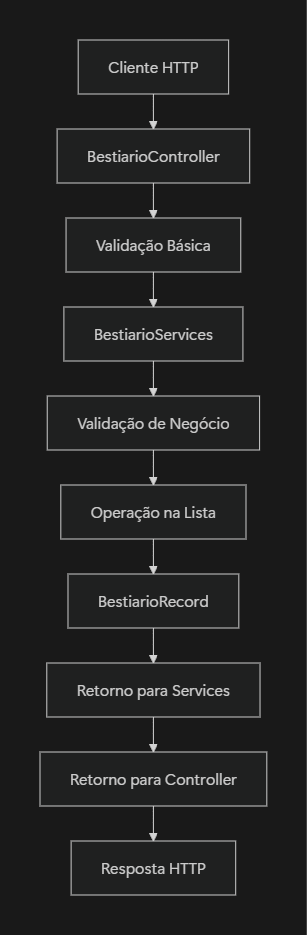 Cliente HTTP
BestiarioController
Validação Básica
BestiarioServices
Validação de Negócio
Operação na Lista
BestiarioRecord
Retorno para Services
Retorno para Controller
Resposta HTTP